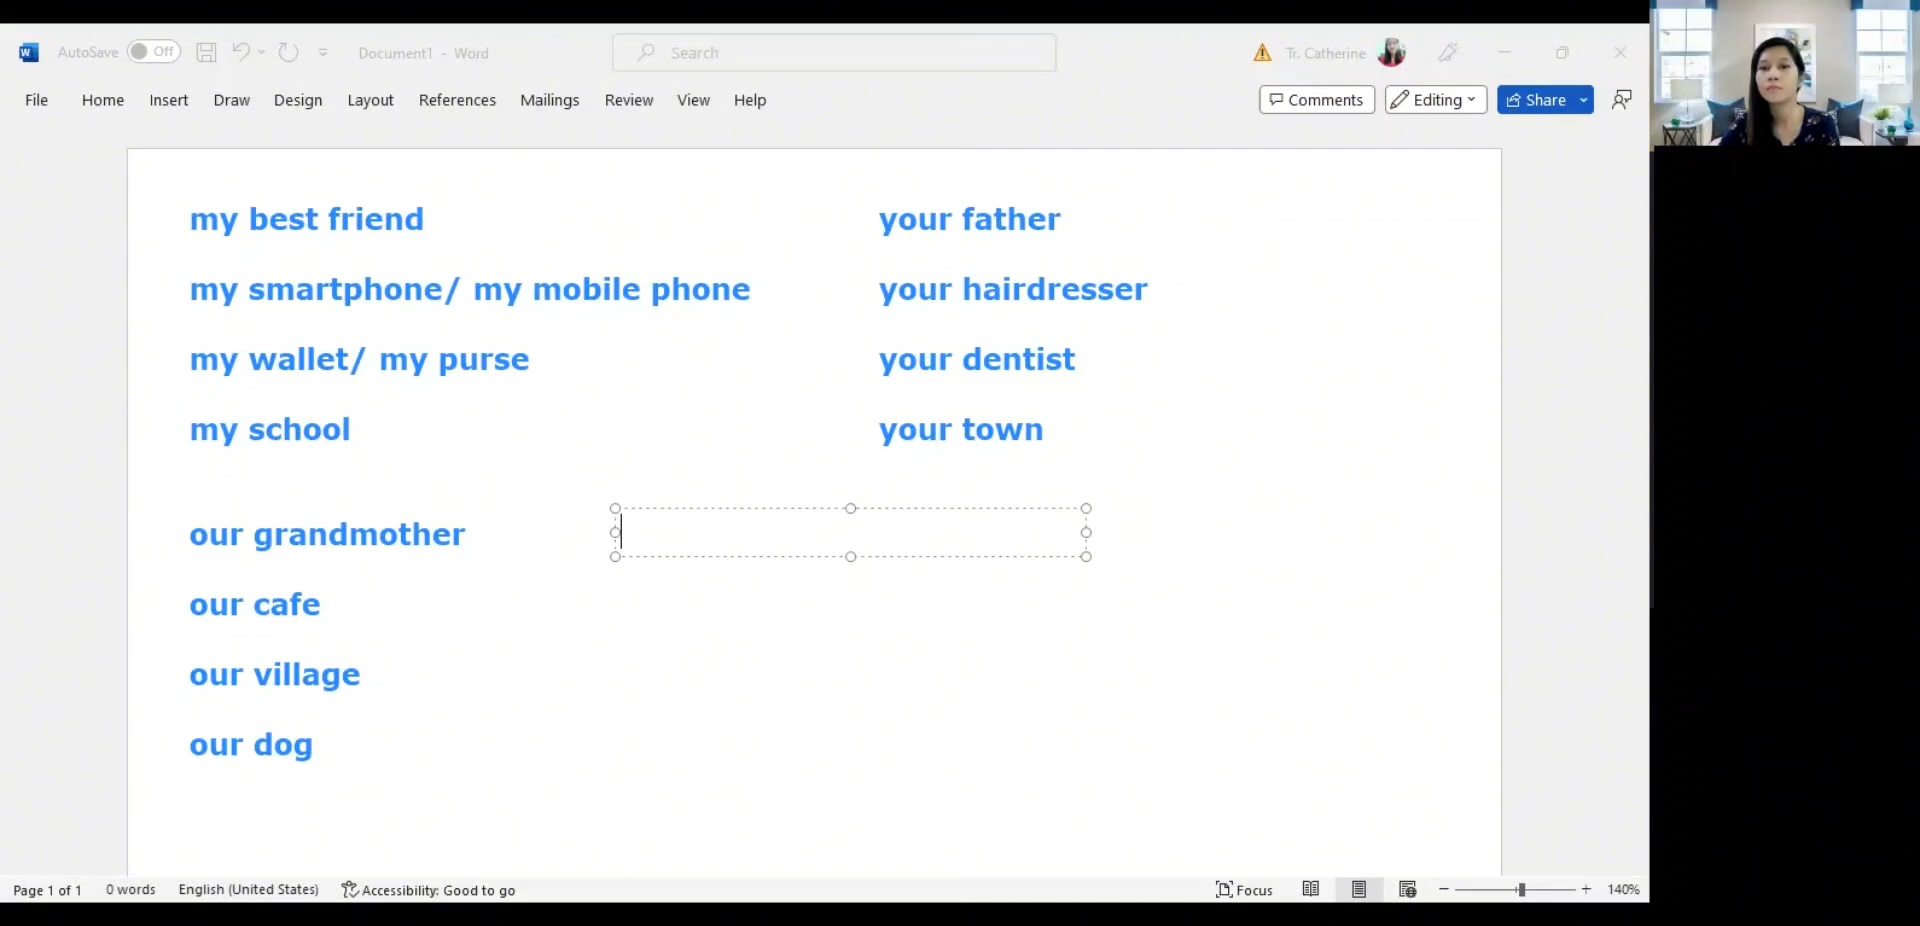 AutoSave Off Document1 - Word Search Tr. Catherine
File Home Insert Draw Design Layout References Mailings Review View Help Comments Editing Share
my best friend
my smartphone/ my mobile phone
my wallet/ my purse
my school
your father
your hairdresser
your dentist
your town
our grandmother
our cafe
our village
our dog
Page 1 of 1 0 words English (United States) Accessibility: Good to go Focus 140%